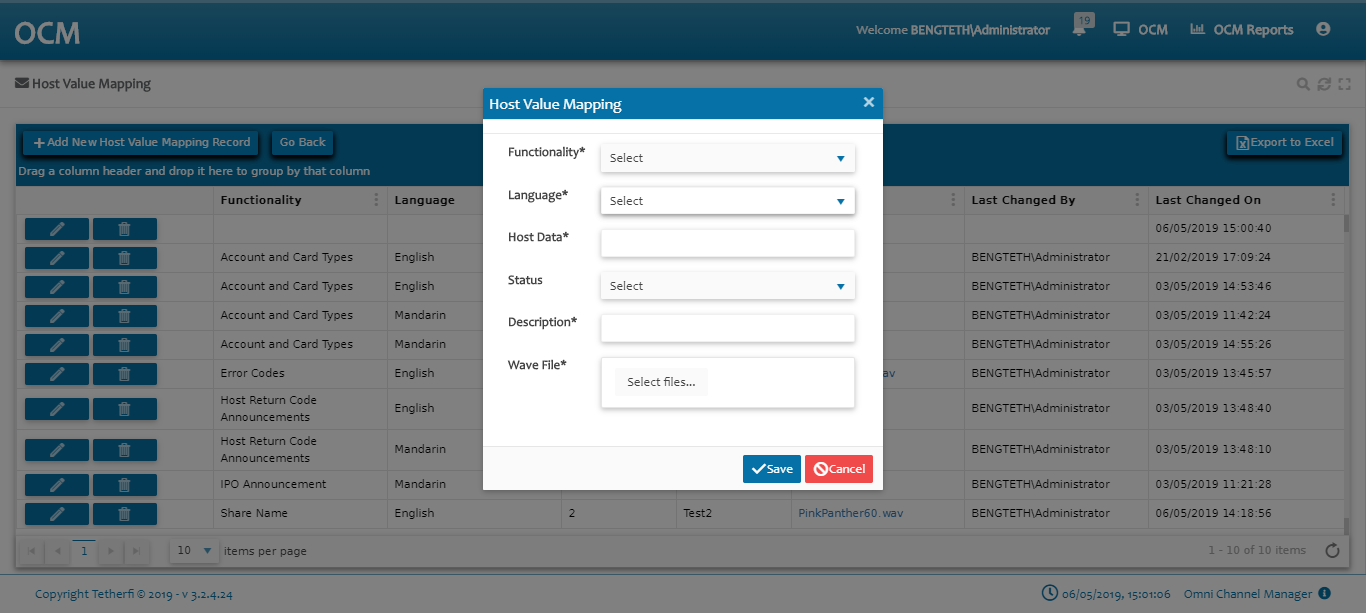 OCM
Welcome BENGTETH\Administrator
19
OCM
OCM Reports
Host Value Mapping
Host Value Mapping
×
Add New Host Value Mapping Record
Go Back
Export to Excel
Drag a column header and drop it here to group by that column
Functionality Language Last Changed By Last Changed On
06/05/2019 15:00:40
Account and Card Types English BENGTETH\Administrator 21/02/2019 17:09:24
Account and Card Types English BENGTETH\Administrator 03/05/2019 14:53:46
Account and Card Types Mandarin BENGTETH\Administrator 03/05/2019 11:42:24
Account and Card Types Mandarin BENGTETH\Administrator 03/05/2019 14:55:26
Error Codes English av BENGTETH\Administrator 03/05/2019 13:45:57
Host Return Code
Announcements English BENGTETH\Administrator 03/05/2019 13:48:40
Host Return Code
Announcements Mandarin BENGTETH\Administrator 03/05/2019 13:48:10
IPO Announcement Mandarin BENGTETH\Administrator 03/05/2019 11:21:28
Share Name English 2 Test2 PinkPanther60.wav BENGTETH\Administrator 06/05/2019 14:18:56
Functionality* Select
Language* Select
Host Data*
Status Select
Description*
Wave File* Select files...
Save
Cancel
1
10 items per page
1 - 10 of 10 items
Copyright Tetherfi © 2019 - v 3.2.4.24
06/05/2019, 15:01:06
Omni Channel Manager